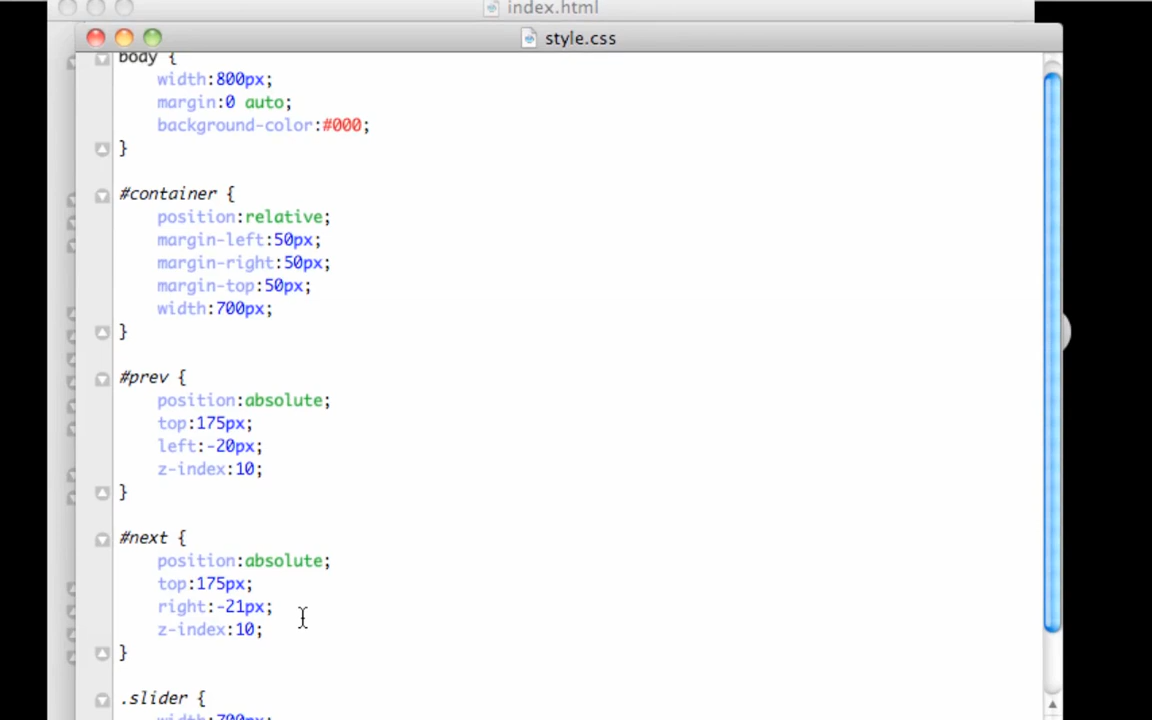 index.html
style.css
body {
width:800px;
margin:0 auto;
background-color:#000;
}
#container {
position:relative;
margin-left:50px;
margin-right:50px;
margin-top:50px;
width:700px;
}
#prev {
position:absolute;
top:175px;
left:-20px;
z-index:10;
}
#next {
position:absolute;
top:175px;
right:-21px;
z-index:10;
}
.slider {
width:700px;